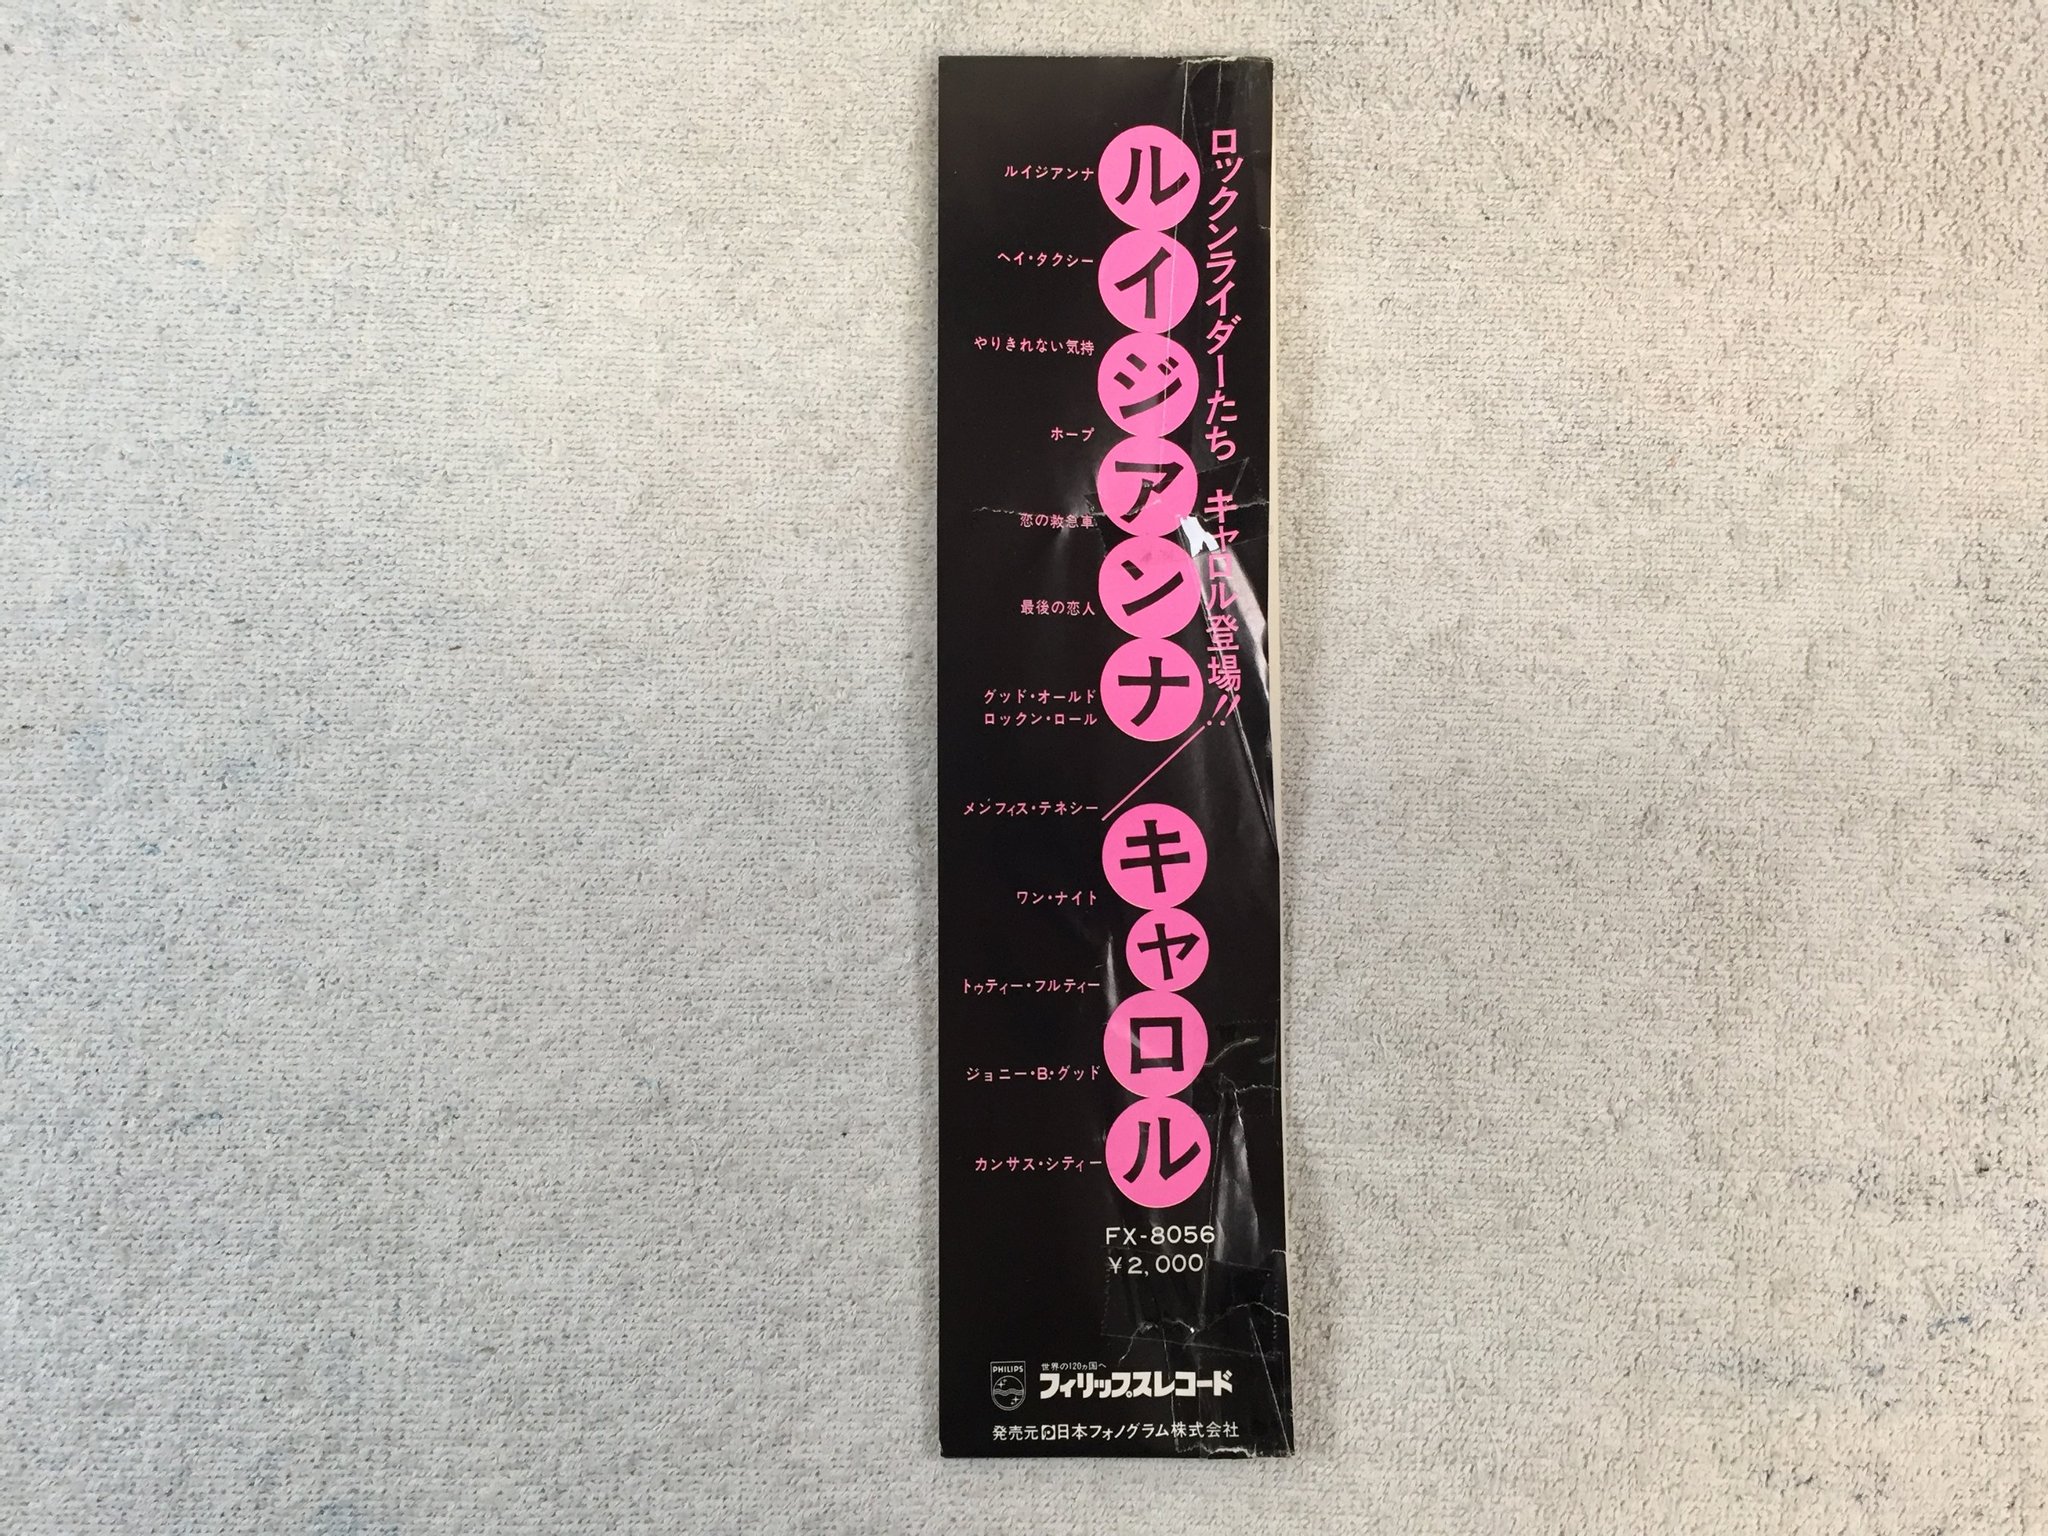 ロックンライダーたち キャロル登場!!
ルイジアンナ／キャロル
ルイジアンナ
ヘイ・タクシー
やりきれない気持
ホープ
恋の救急車
最後の恋人
グッド・オールド
ロックン・ロール
メンフィス・テネシー
ワン・ナイト
トゥティー・フルティー
ジョニー・B.・グッド
カンサス・シティー
FX-8056
¥2,000
PHILIPS
世界の120ヵ国へ
フィリップスレコード
発売元 日本フォノグラム株式会社